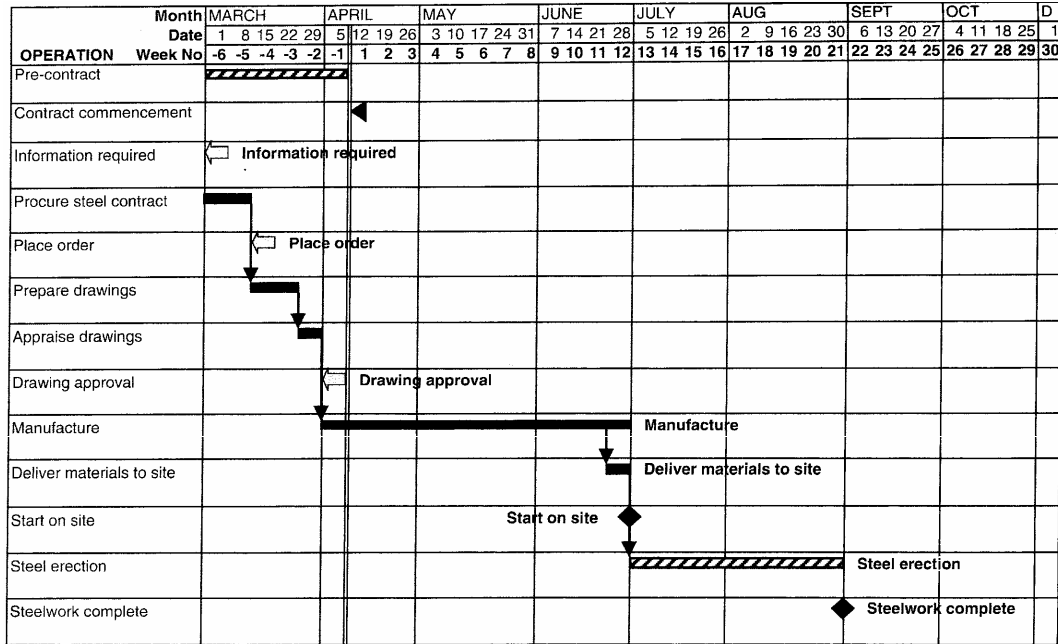 Month MARCH APRIL MAY JUNE JULY AUG SEPT OCT D
Date 1 8 15 22 29 5 12 19 26 3 10 17 24 31 7 14 21 28 5 12 19 26 2 9 16 23 30 6 13 20 27 4 11 18 25 1
OPERATION Week No -6 -5 -4 -3 -2 -1 1 2 3 4 5 6 7 8 9 10 11 12 13 14 15 16 17 18 19 20 21 22 23 24 25 26 27 28 29 30
Pre-contract
Contract commencement
Information required Information required
Procure steel contract
Place order Place order
Prepare drawings
Appraise drawings
Drawing approval Drawing approval
Manufacture Manufacture
Deliver materials to site Deliver materials to site
Start on site Start on site
Steel erection Steel erection
Steelwork complete Steelwork complete